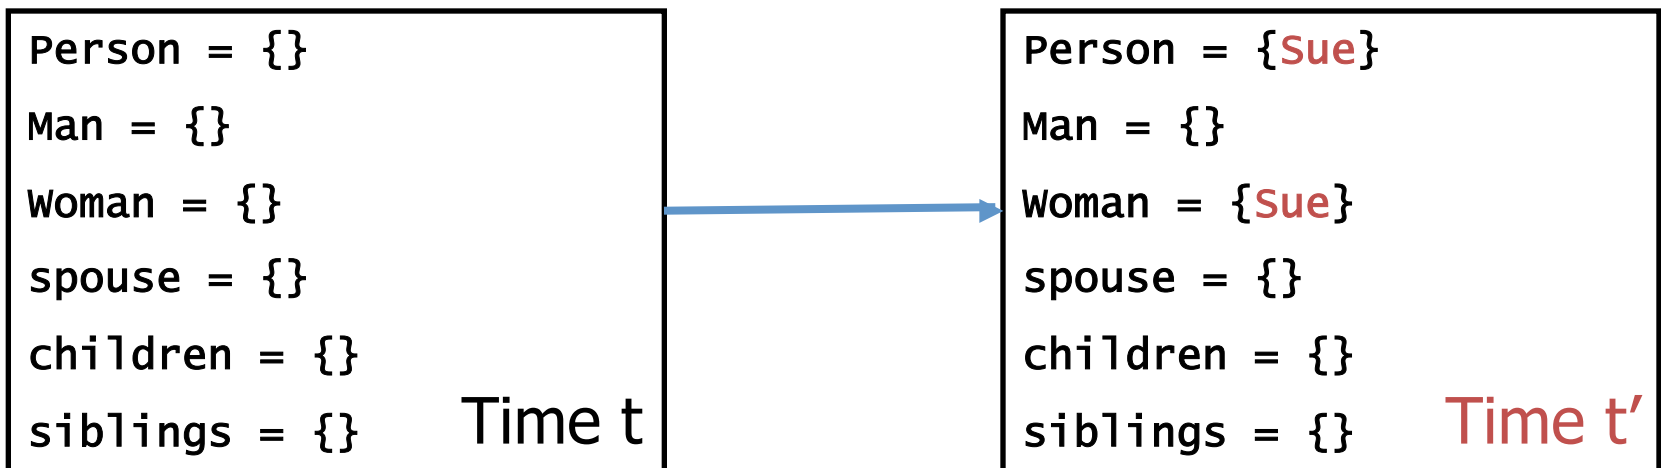 Person = {}
Man = {}
Woman = {}
spouse = {}
children = {}
siblings = {}
Time t
Person = {Sue}
Man = {}
Woman = {Sue}
spouse = {}
children = {}
siblings = {}
Time t’